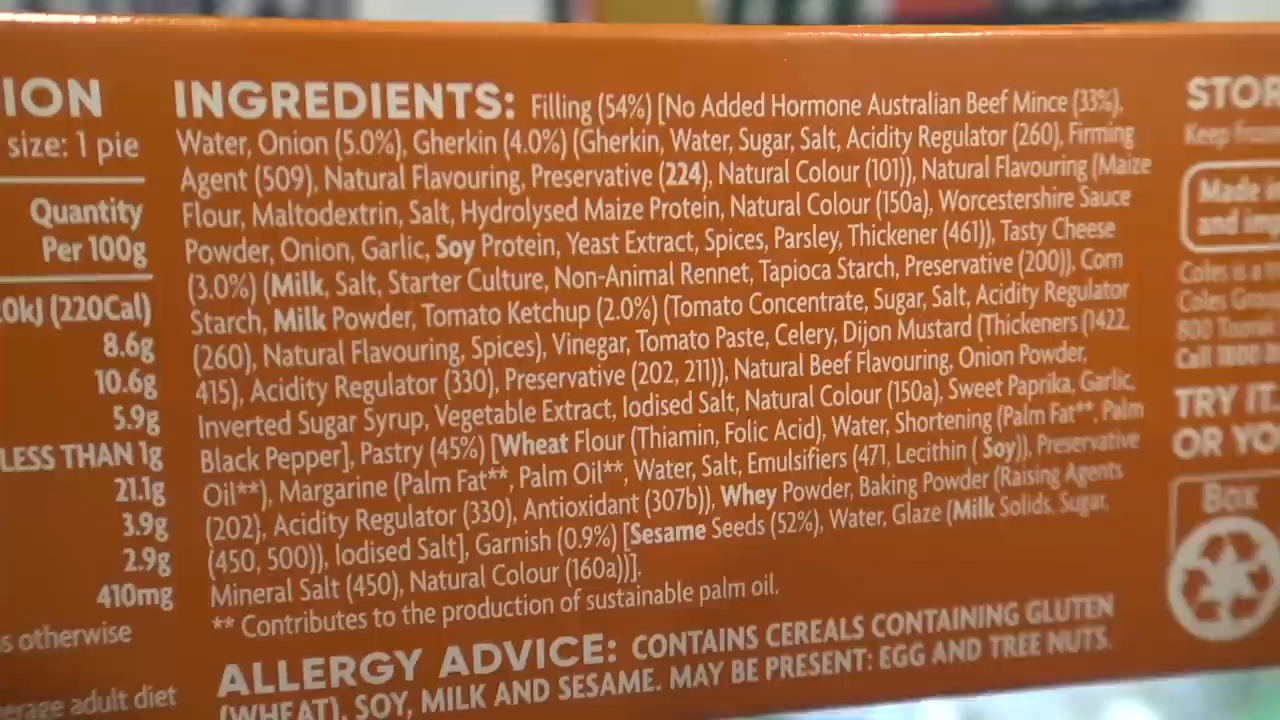 ION
size: 1 pie
Quantity
Per 100g
0kJ (220Cal)
8.6g
10.6g
5.9g
LESS THAN 1g
21.1g
3.9g
2.9g
410mg
s otherwise
erage adult diet
INGREDIENTS: Filling (54%) [No Added Hormone Australian Beef Mince (33%),
Water, Onion (5.0%), Gherkin (4.0%) (Gherkin, Water, Sugar, Salt, Acidity Regulator (260), Firming
Agent (509), Natural Flavouring, Preservative (224), Natural Colour (101)), Natural Flavouring (Maize
Flour, Maltodextrin, Salt, Hydrolysed Maize Protein, Natural Colour (150a), Worcestershire Sauce
Powder, Onion, Garlic, Soy Protein, Yeast Extract, Spices, Parsley, Thickener (461)), Tasty Cheese
(3.0%) (Milk, Salt, Starter Culture, Non-Animal Rennet, Tapioca Starch, Preservative (200)), Corn
Starch, Milk Powder, Tomato Ketchup (2.0%) (Tomato Concentrate, Sugar, Salt, Acidity Regulator
(260), Natural Flavouring, Spices), Vinegar, Tomato Paste, Celery, Dijon Mustard (Thickeners (1422,
415), Acidity Regulator (330), Preservative (202, 211)), Natural Beef Flavouring, Onion Powder,
Inverted Sugar Syrup, Vegetable Extract, Iodised Salt, Natural Colour (150a), Sweet Paprika, Garlic,
Black Pepper], Pastry (45%) [Wheat Flour (Thiamin, Folic Acid), Water, Shortening (Palm Fat**, Palm
Oil**), Margarine (Palm Fat**, Palm Oil**, Water, Salt, Emulsifiers (471, Lecithin ( Soy)), Preservative
(202), Acidity Regulator (330), Antioxidant (307b)), Whey Powder, Baking Powder (Raising Agents
(450, 500)), Iodised Salt], Garnish (0.9%) [Sesame Seeds (52%), Water, Glaze (Milk Solids, Sugar,
Mineral Salt (450), Natural Colour (160a))].
** Contributes to the production of sustainable palm oil.
ALLERGY ADVICE: CONTAINS CEREALS CONTAINING GLUTEN
(WHEAT), SOY, MILK AND SESAME. MAY BE PRESENT: EGG AND TREE NUTS.
STOR
Keep froze
Made i
and imp
Coles is a
Coles Grou
800
Call 1800
TRY IT
OR YO
Box